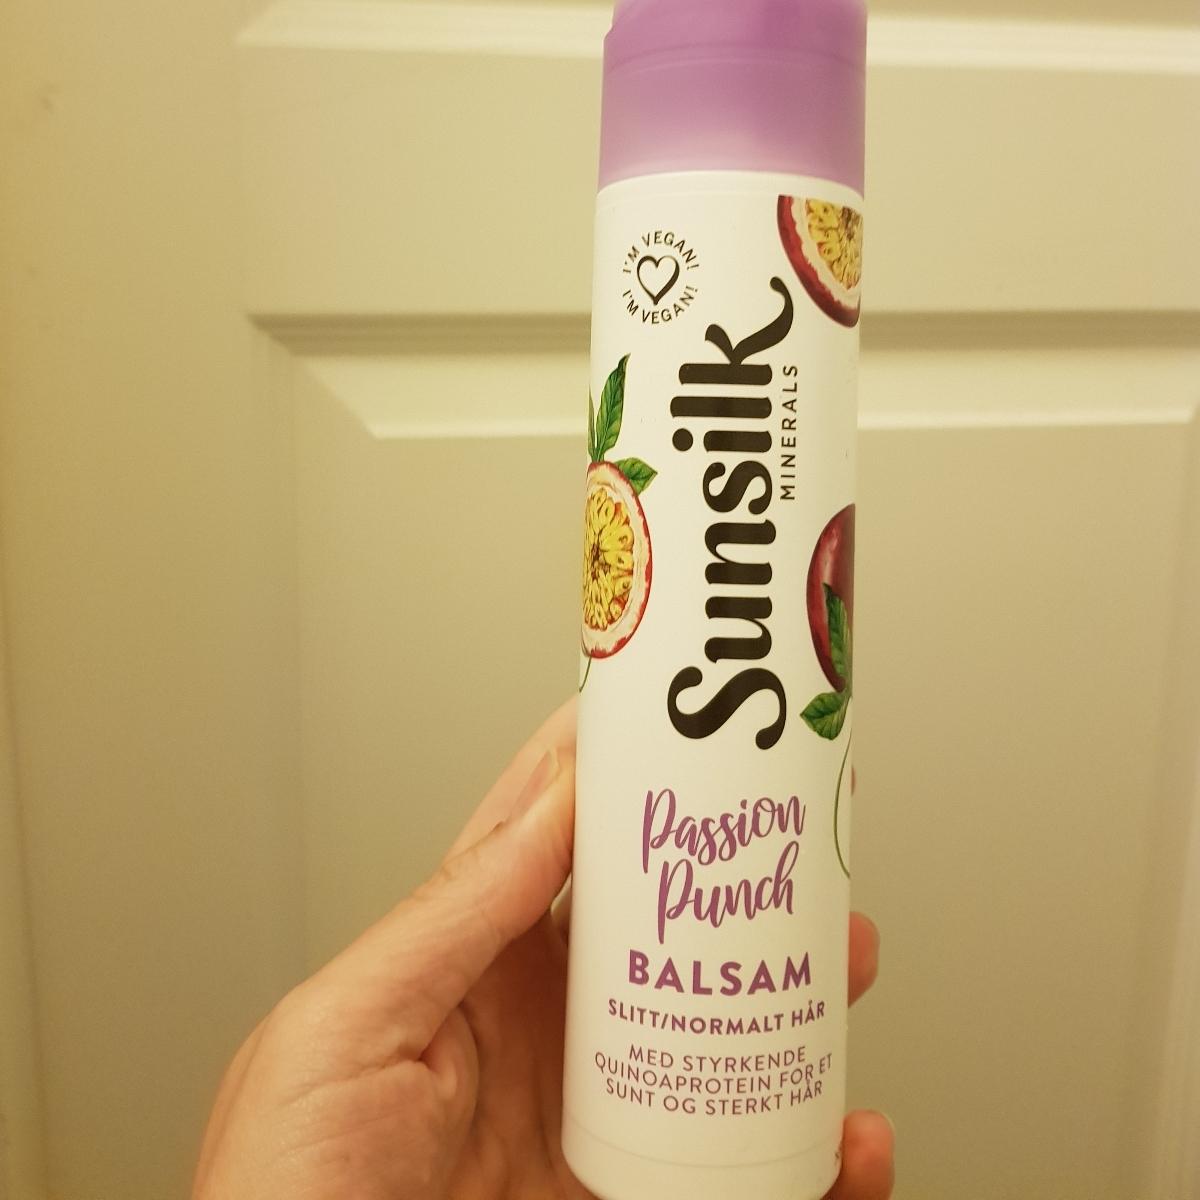 I'M VEGAN!
I'M VEGAN!
Sunsilk
MINERALS
Passion
Punch
BALSAM
SLITT/NORMALT HÅR
MED STYRKENDE
QUINOAPROTEIN FOR ET
SUNT OG STERKT HÅR